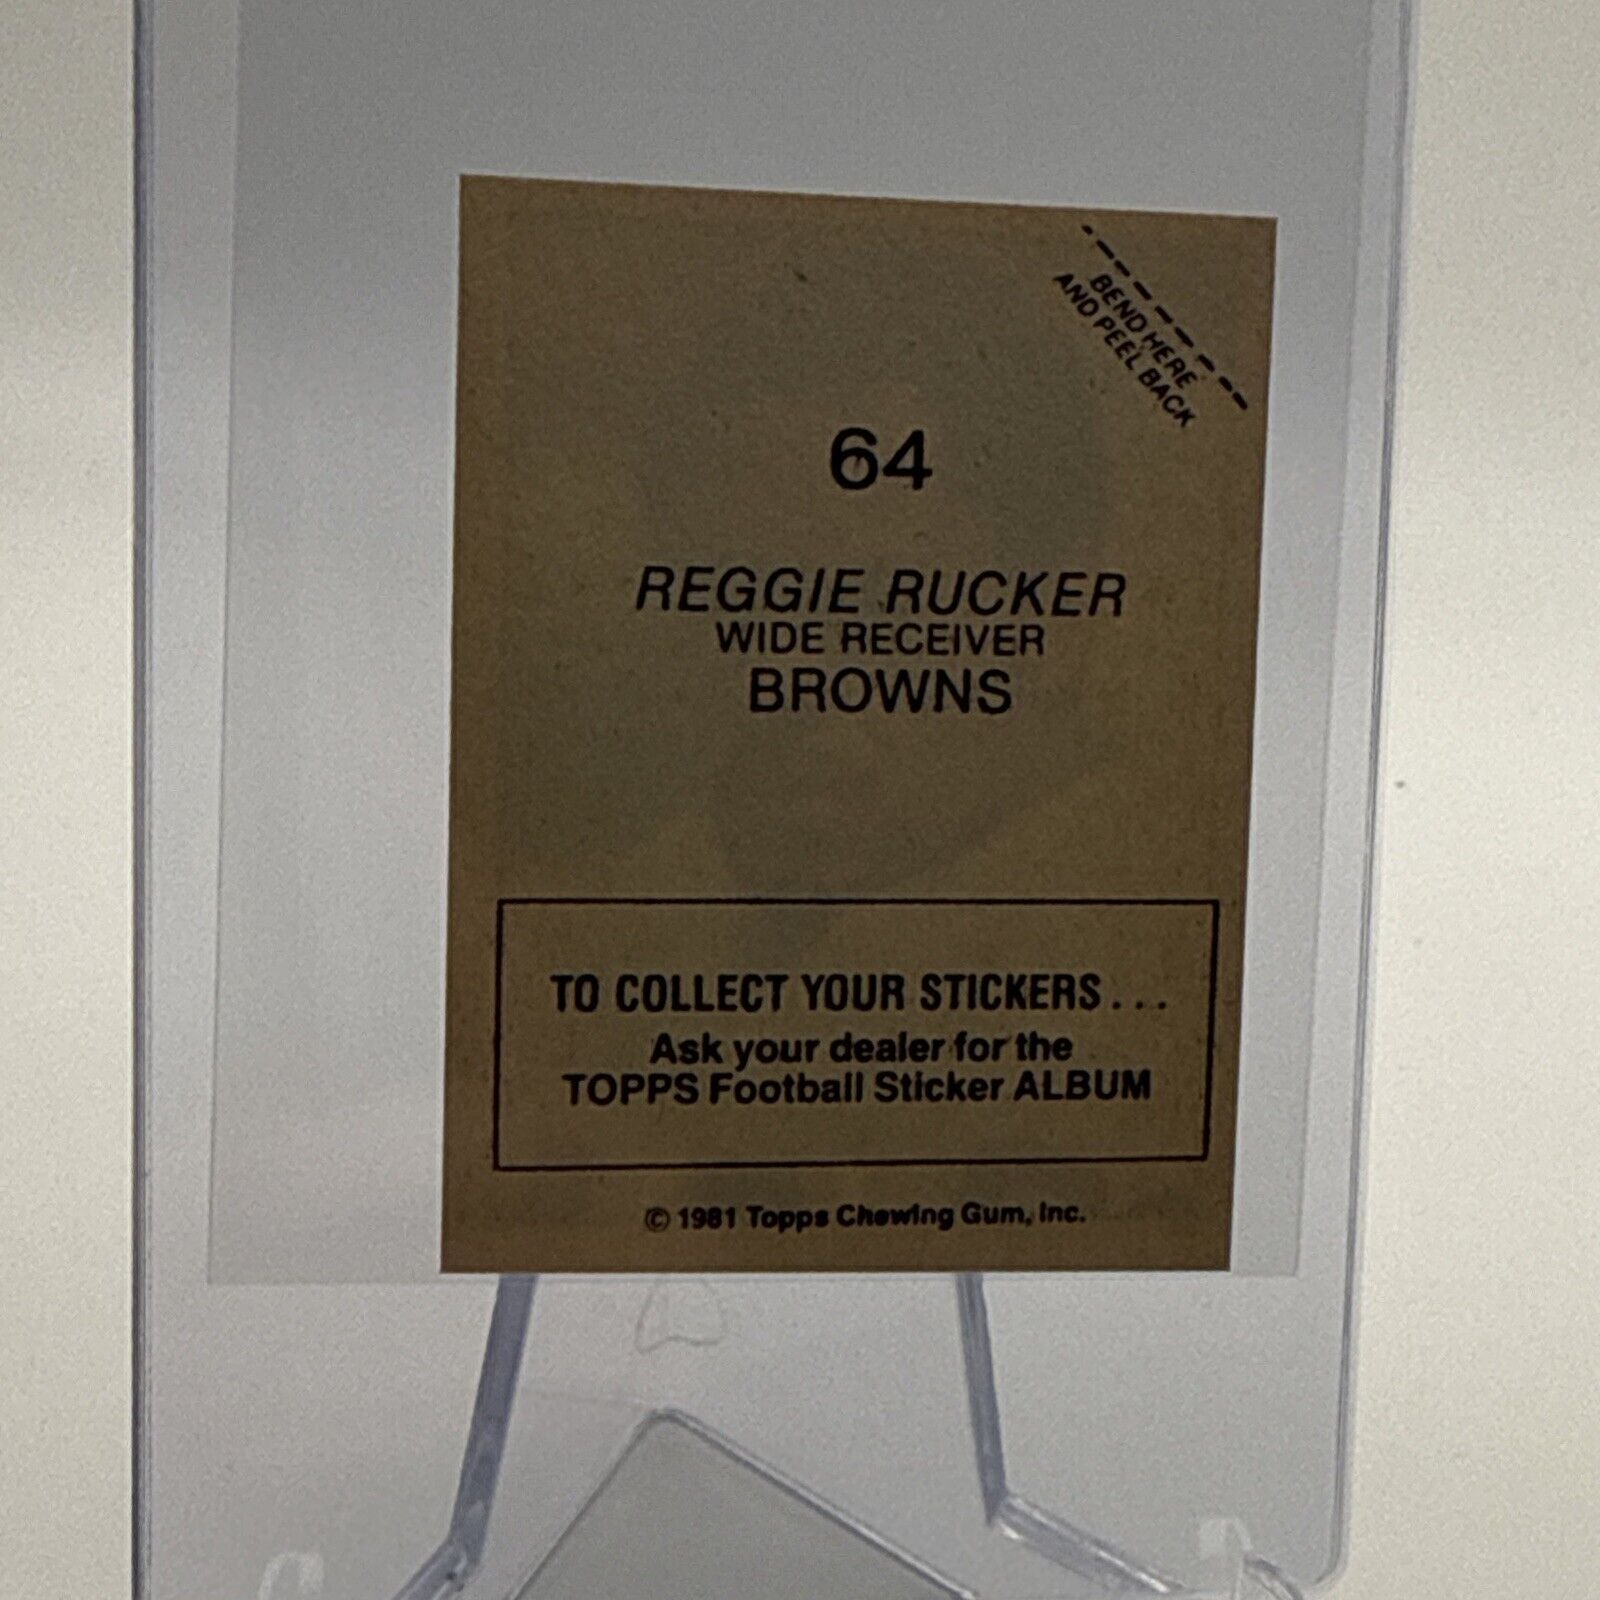 BEND HERE
AND PEEL BACK
64
REGGIE RUCKER
WIDE RECEIVER
BROWNS
TO COLLECT YOUR STICKERS...
Ask your dealer for the
TOPPS Football Sticker ALBUM
© 1981 Topps Chewing Gum, Inc.